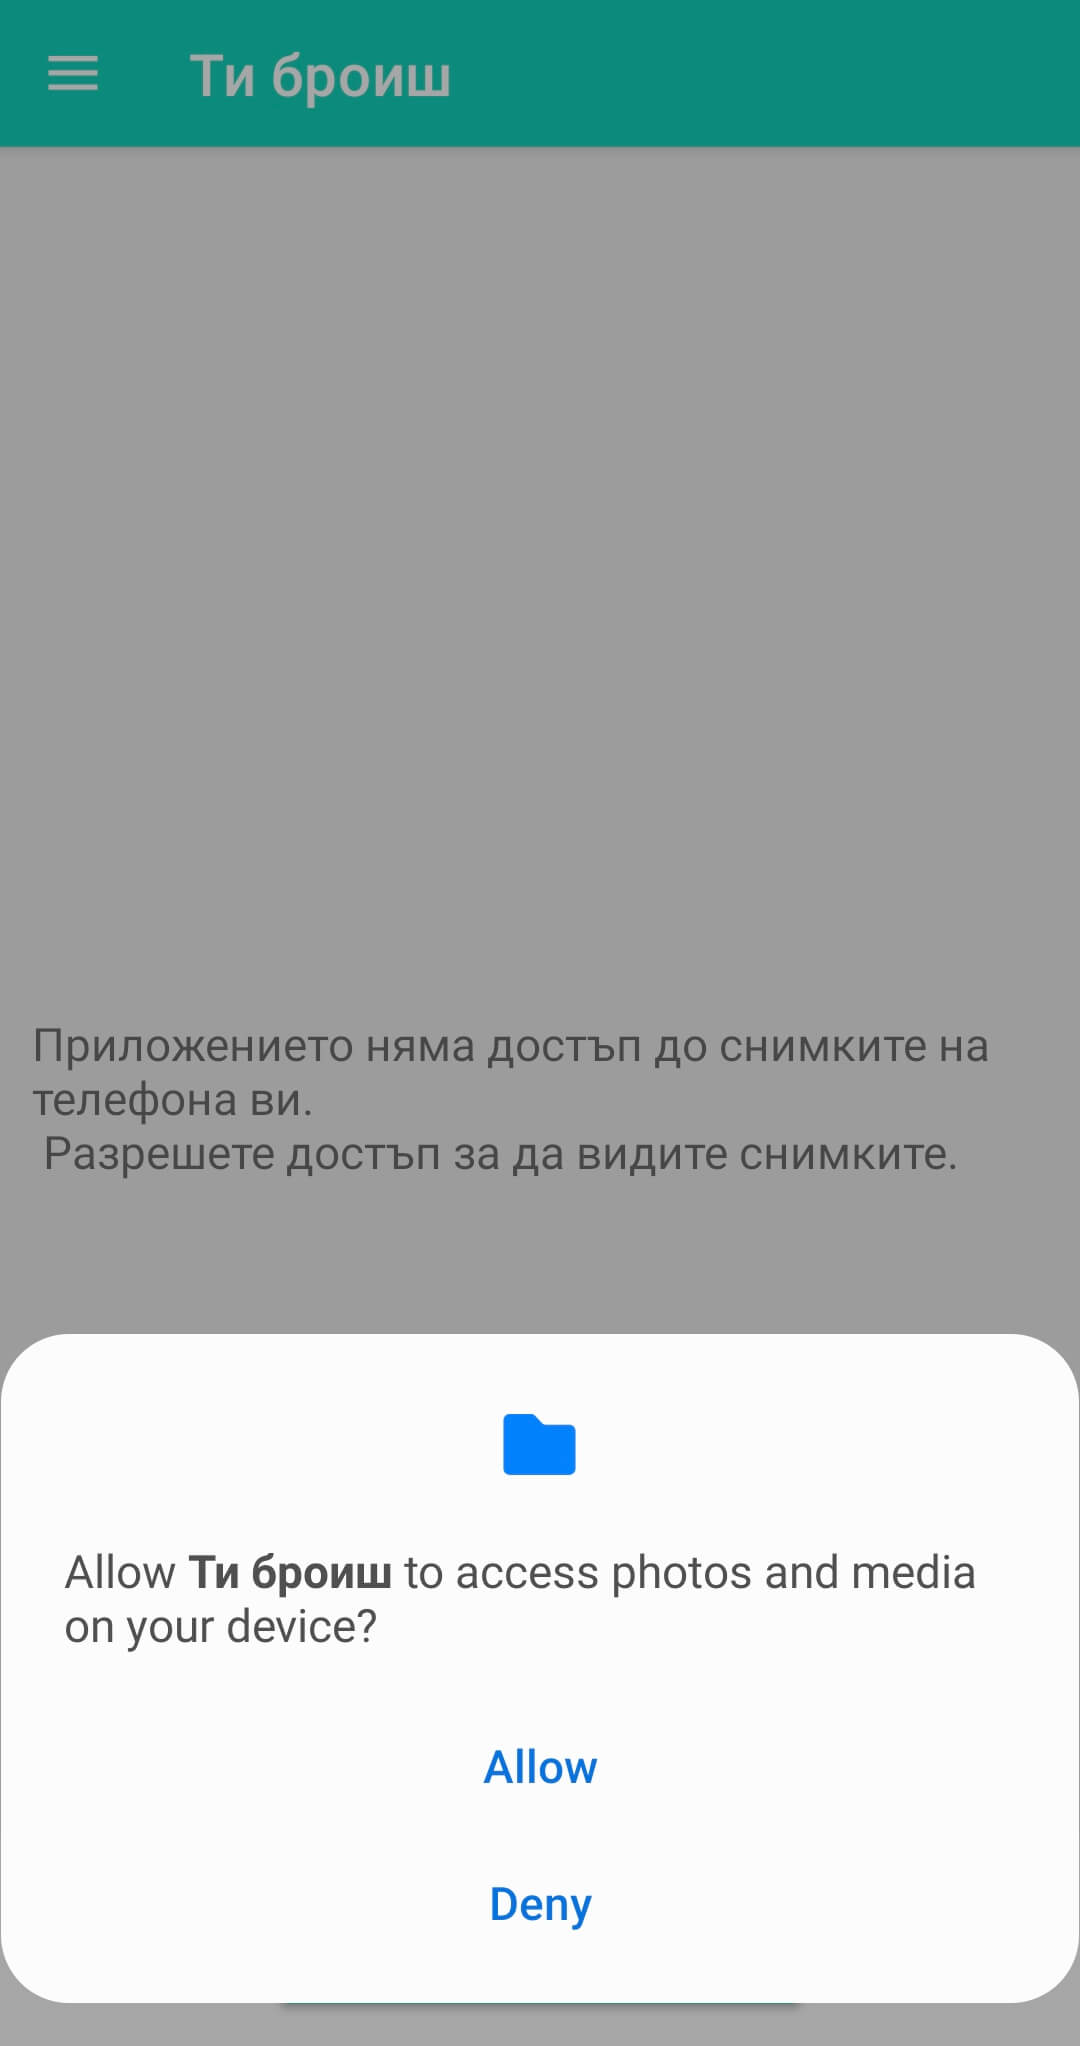 Ти броиш
Приложението няма достъп до снимките на
телефона ви.
Разрешете достъп за да видите снимките.
Allow Ти броиш to access photos and media
on your device?
Allow
Deny